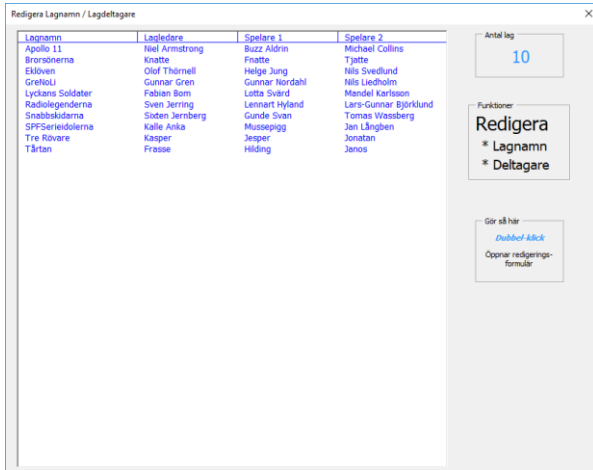 Redigera Lagnamn / Lagdeltagare
Lagnamn Lagledare Spelare 1 Spelare 2
Apollo 11 Niel Armstrong Buzz Aldrin Michael Collins
Brorsönerna Knatte Fnatte Tjatte
Eklöven Olof Thörnell Helge Jung Nils Svedlund
GreNoLi Gunnar Gren Gunnar Nordahl Nils Liedholm
Lyckans Soldater Fabian Bom Lotta Svärd Mandel Karlsson
Radiolegenderna Sven Jerring Lennart Hyland Lars-Gunnar Björklund
Snabbskidarna Sixten Jernberg Gunde Svan Tomas Wassberg
SPFSerieidolerna Kalle Anka Mussepigg Jan Långben
Tre Rövare Kasper Jesper Jonatan
Tårtan Frasse Hilding Janos
Antal lag
10
Funktioner
Redigera
* Lagnamn
* Deltagare
Gör så här
Dubbel-klick
Öppnar redigerings-
formulär